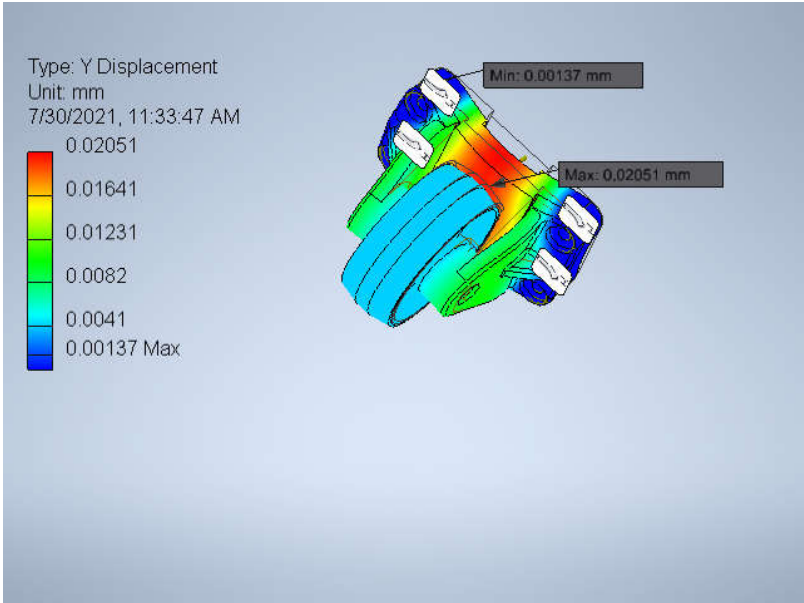 Type: Y Displacement
Unit: mm
7/30/2021, 11:33:47 AM
0.02051
0.01641
0.01231
0.0082
0.0041
0.00137 Max
Min: 0.00137 mm
Max: 0,02051 mm